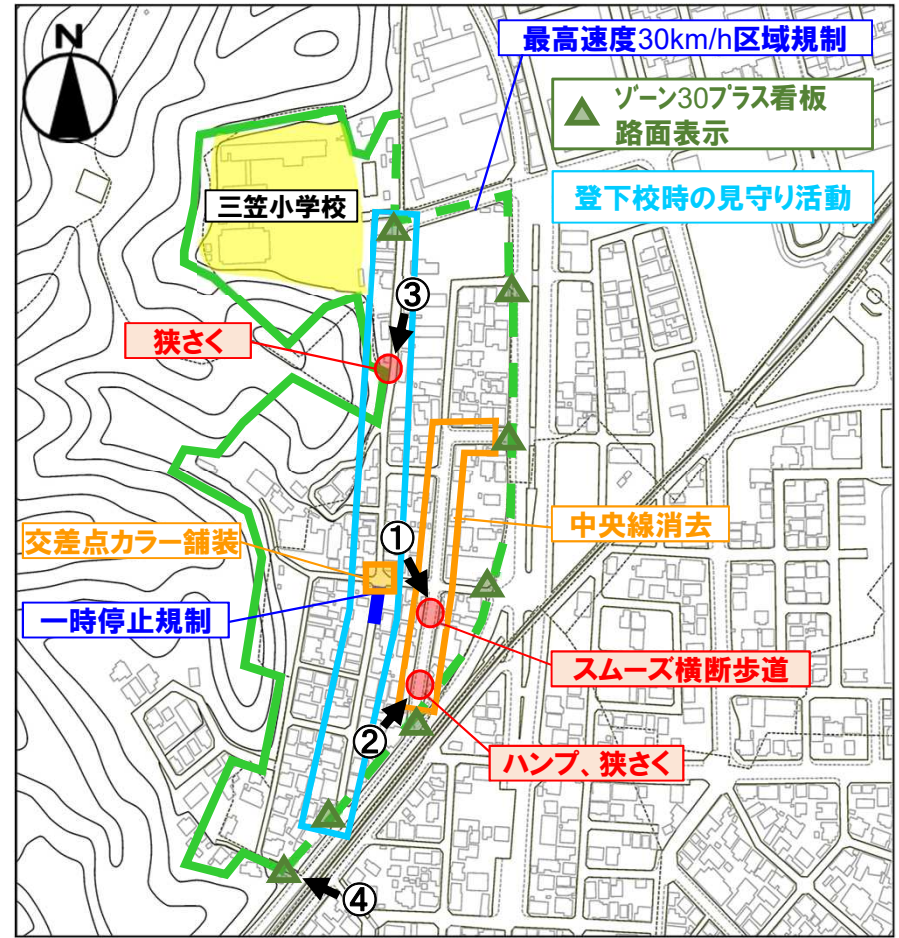 N
最高速度30km/h区域規制
ゾーン30プラス看板
路面表示
登下校時の見守り活動
三笠小学校
③
狭さく
①
中央線消去
交差点カラー舗装
一時停止規制
スムーズ横断歩道
②
ハンプ、狭さく
④